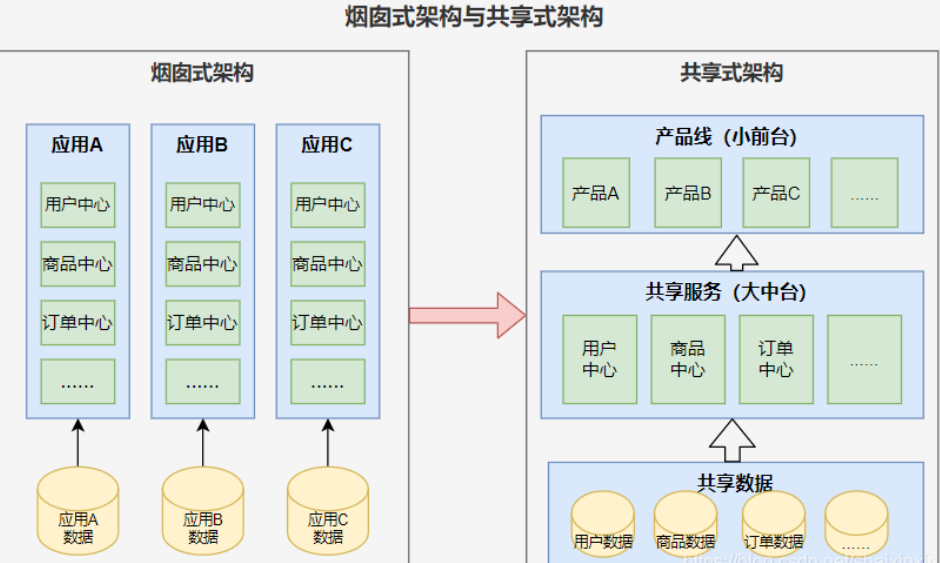 烟囱式架构与共享式架构
烟囱式架构
应用A
用户中心
商品中心
订单中心
......
应用B
用户中心
商品中心
订单中心
......
应用C
用户中心
商品中心
订单中心
......
应用A
数据
应用B
数据
应用C
数据
共享式架构
产品线（小前台）
产品A
产品B
产品C
......
共享服务（大中台）
用户
中心
商品
中心
订单
中心
......
共享数据
用户数据
商品数据
订单数据
......